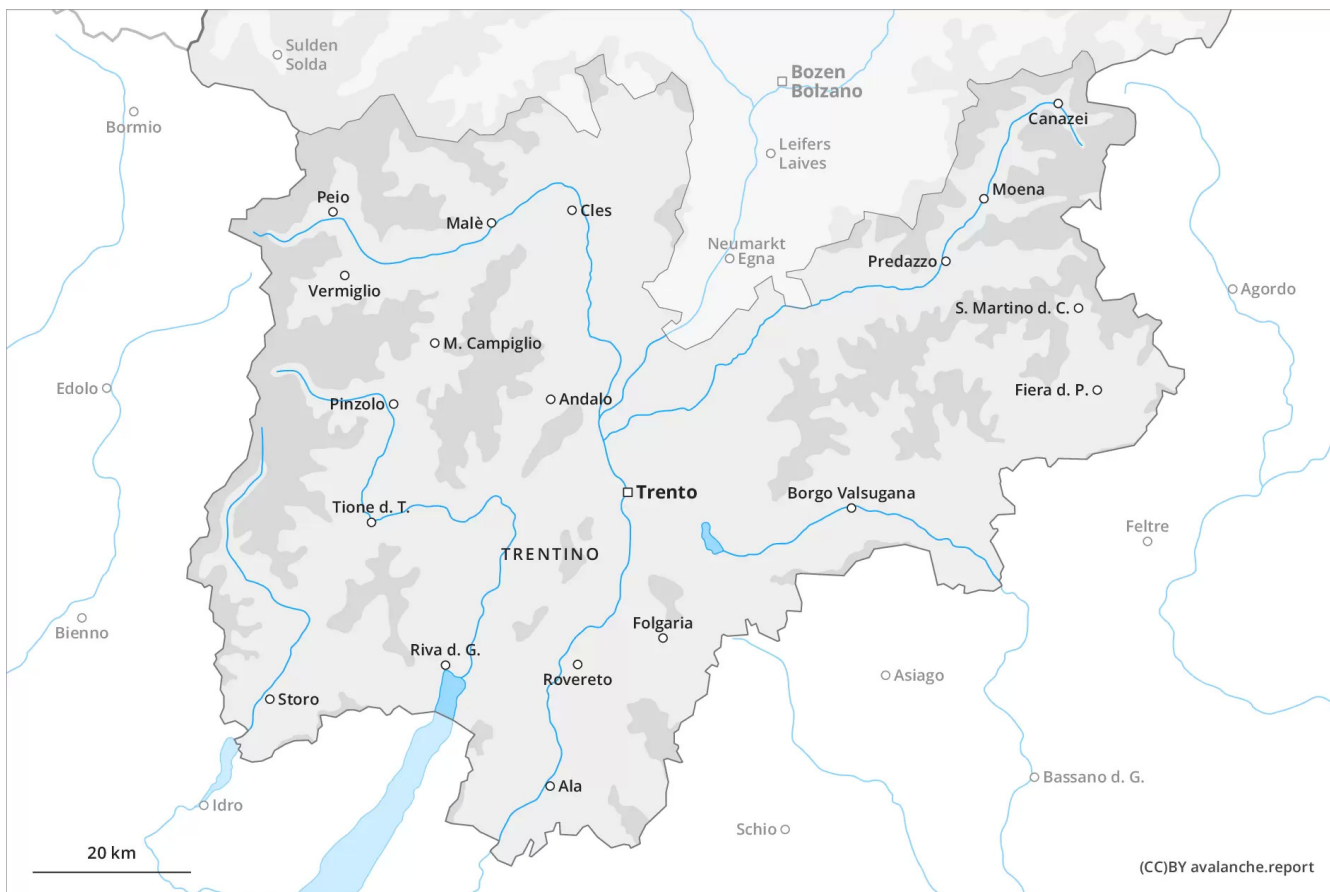 Sulden
Solda
Bozen
Bolzano
Bormio
Canazei
Leifers
Laives
Moena
Peio
Malè
Cles
Neumarkt
Egna
Predazzo
Vermiglio
Agordo
S. Martino d. C.
M. Campiglio
Edolo
Pinzolo
Andalo
Fiera d. P.
Trento
Borgo Valsugana
Tione d. T.
Feltre
TRENTINO
Bienno
Folgaria
Riva d. G.
Rovereto
Asiago
Storo
Ala
Bassano d. G.
Idro
Schio
20 km
(CC)BY avalanche.report